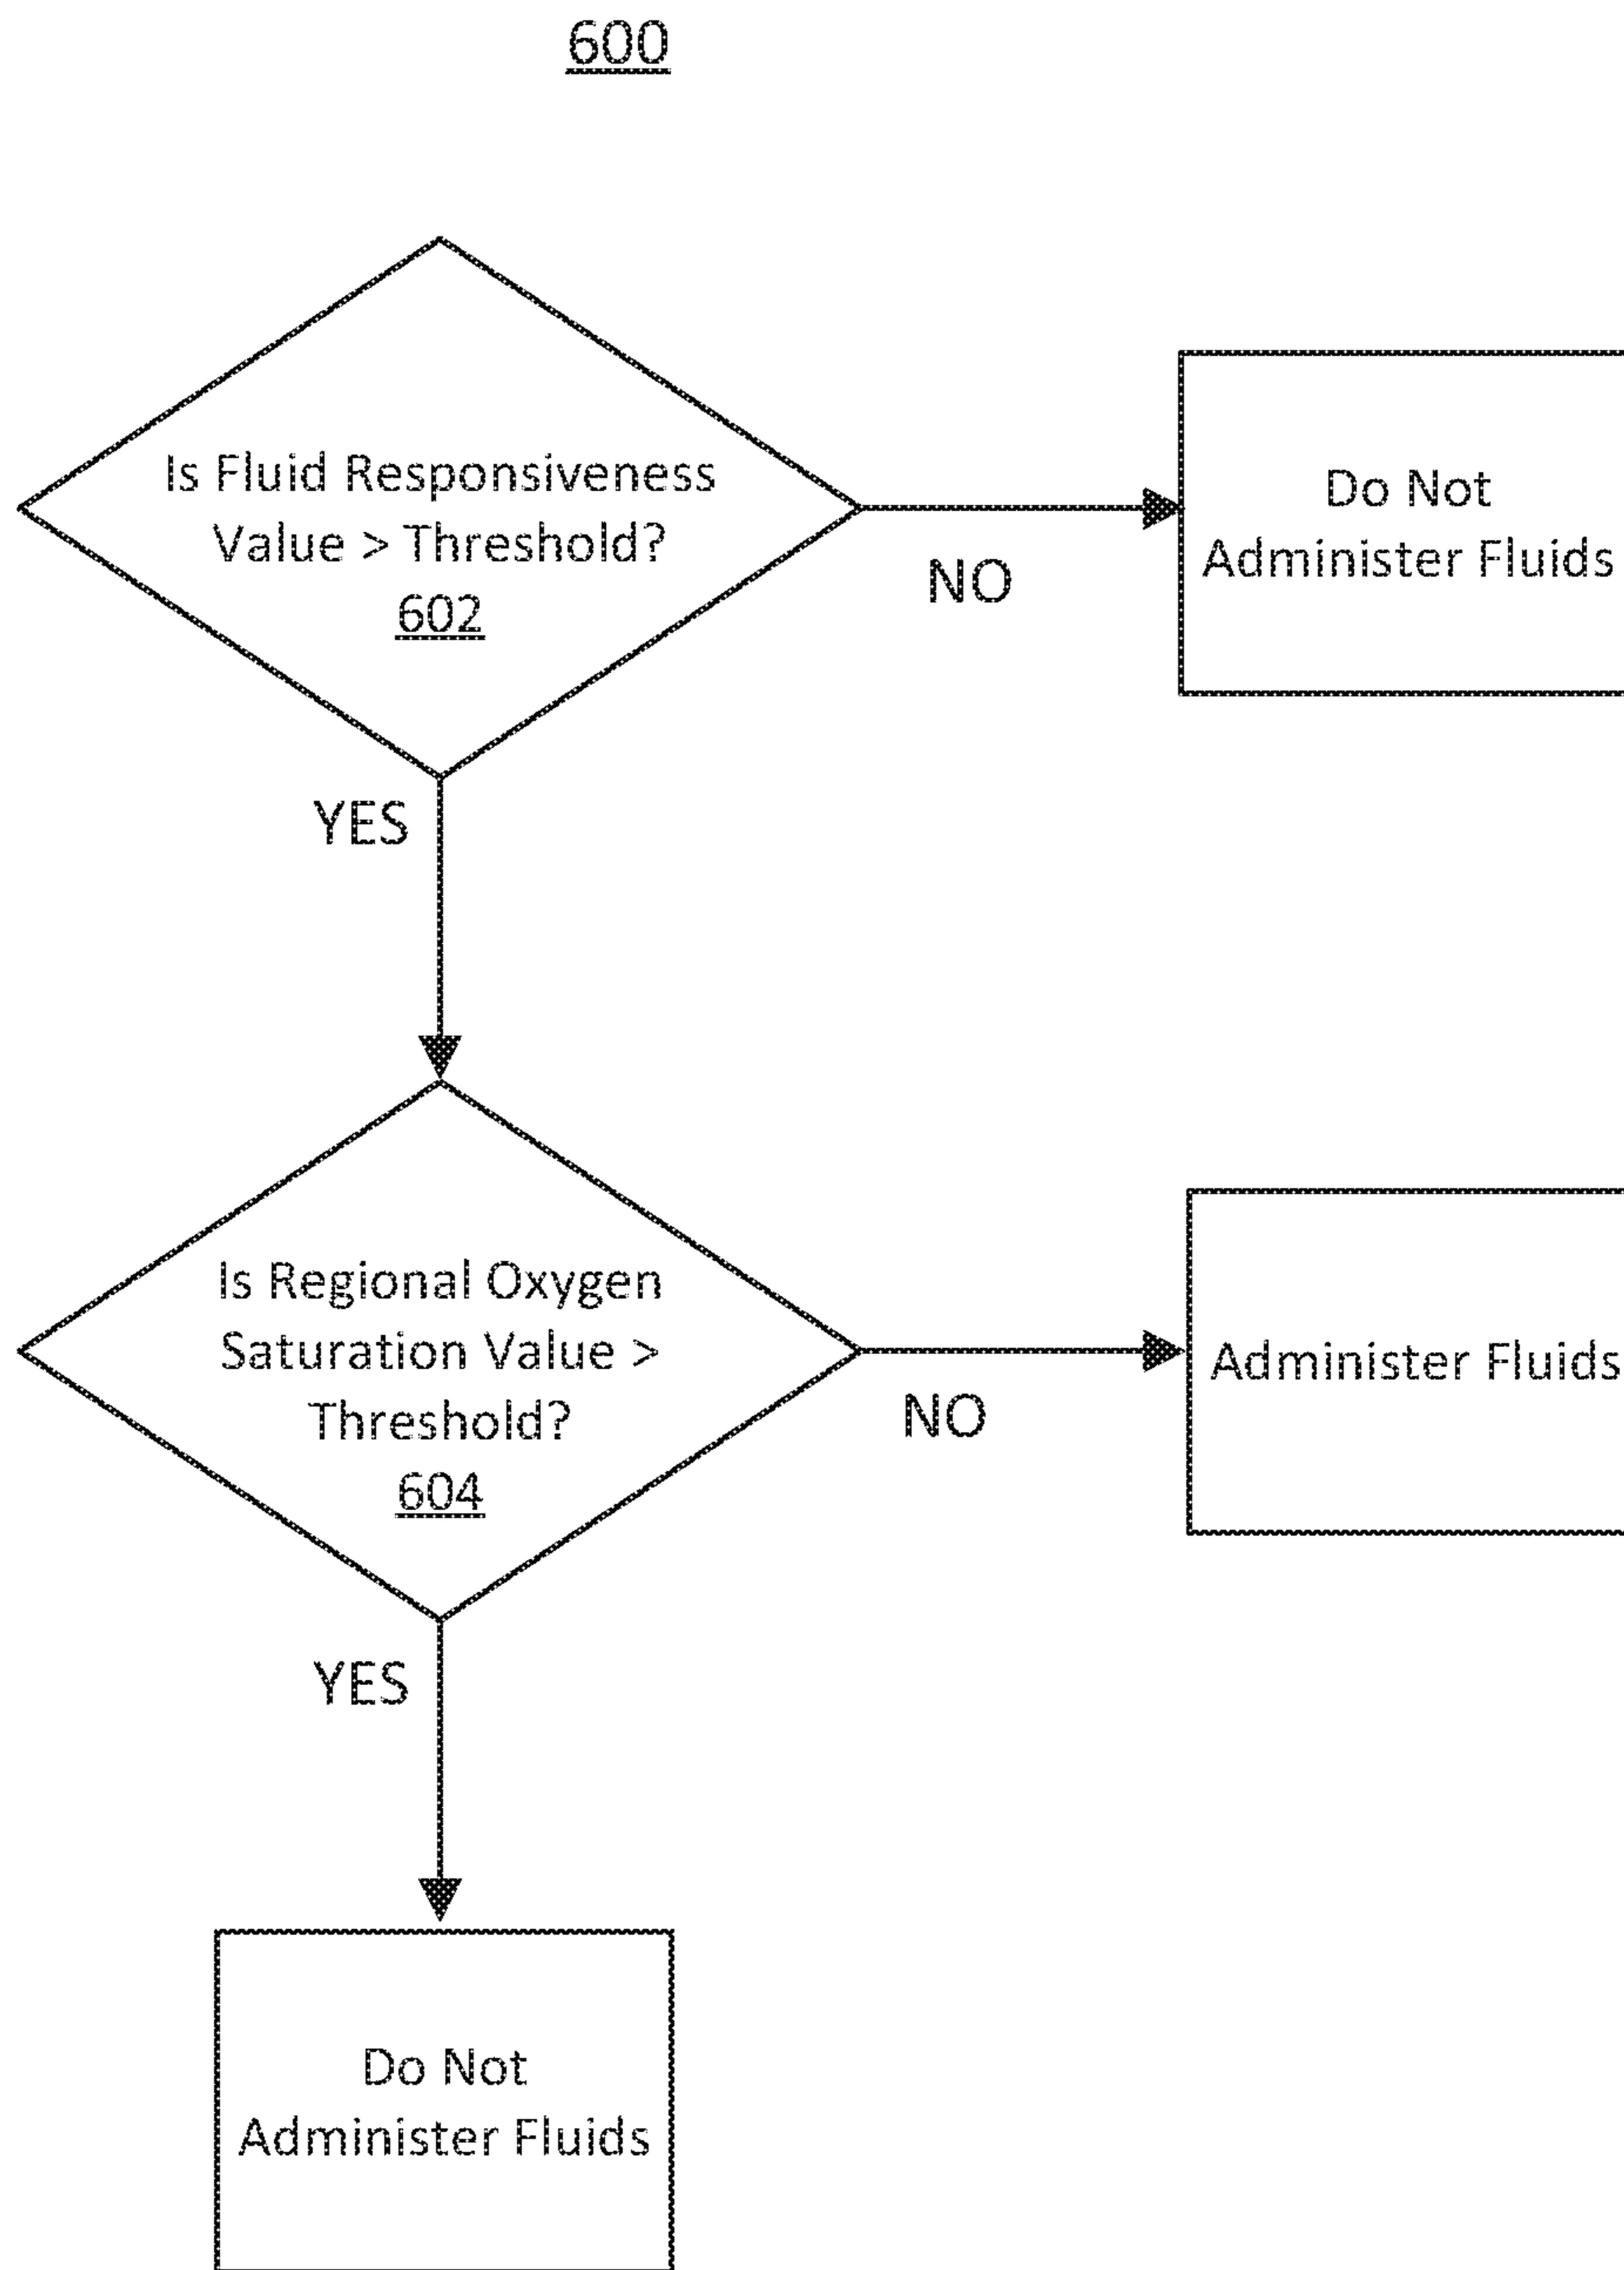 600
Is Fluid Responsiveness
Value > Threshold?
602
NO
Do Not
Administer Fluids
YES
Is Regional Oxygen
Saturation Value >
Threshold?
604
NO
Administer Fluids
YES
Do Not
Administer Fluids